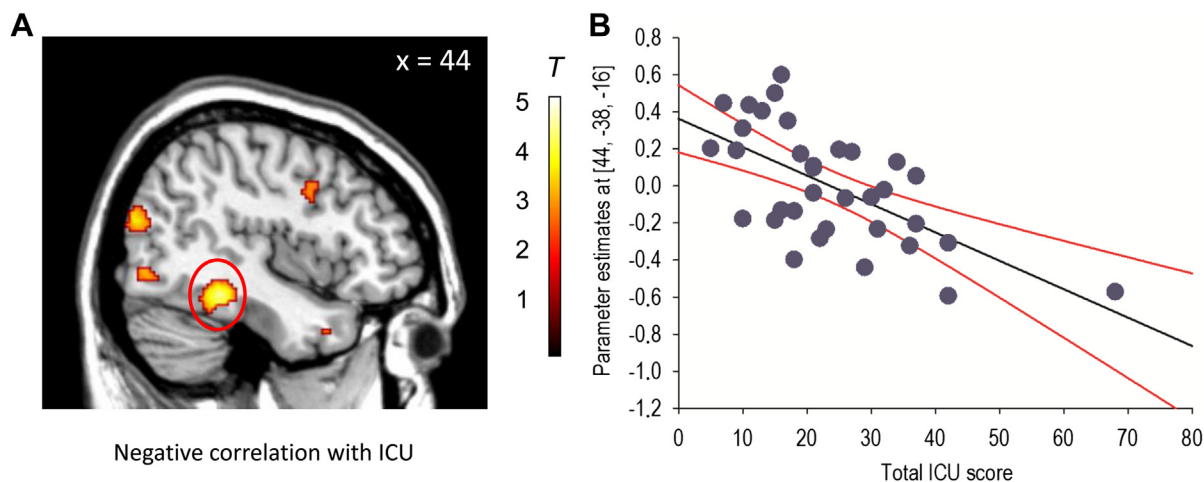 A
x = 44
T
5
4
3
2
1
Negative correlation with ICU
B
Parameter estimates at [44, -38, -16]
0.8
0.6
0.4
0.2
0.0
-0.2
-0.4
-0.6
-0.8
-1.0
-1.2
0 10 20 30 40 50 60 70 80
Total ICU score